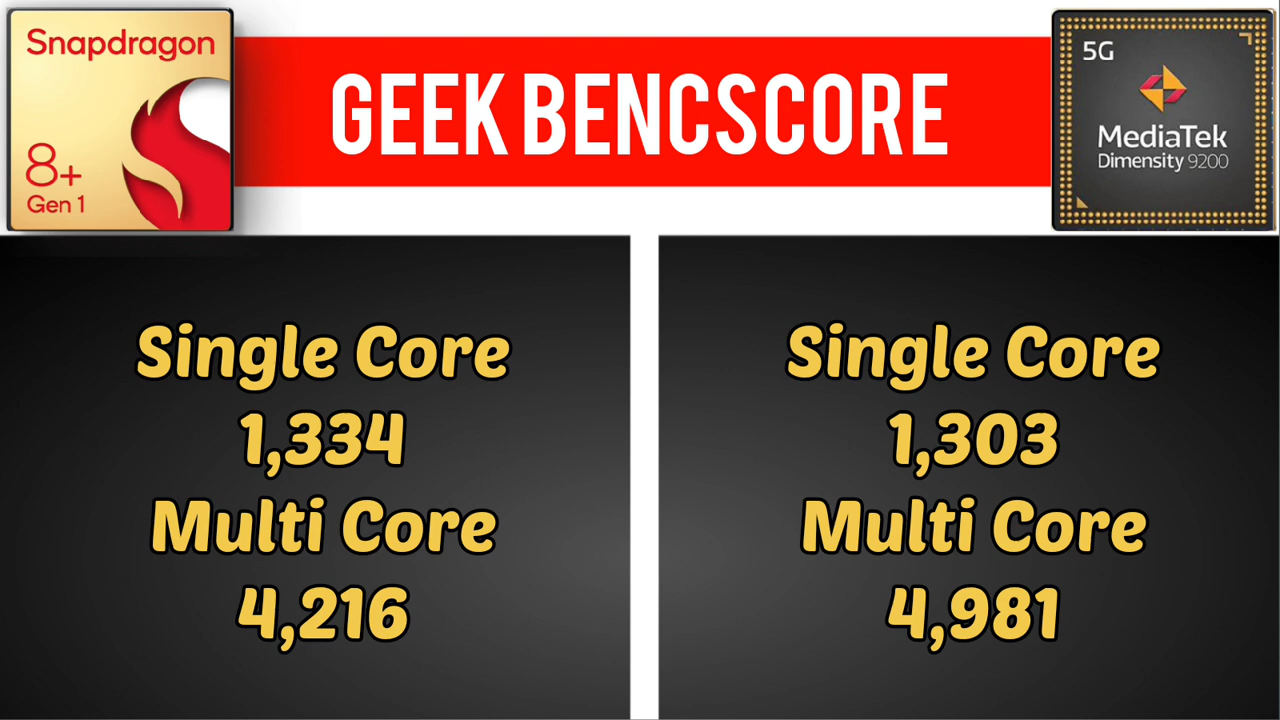 Snapdragon
8+
Gen 1
GEEK BENCSCORE
5G
MediaTek
Dimensity 9200
Single Core
1,334
Multi Core
4,216
Single Core
1,303
Multi Core
4,981